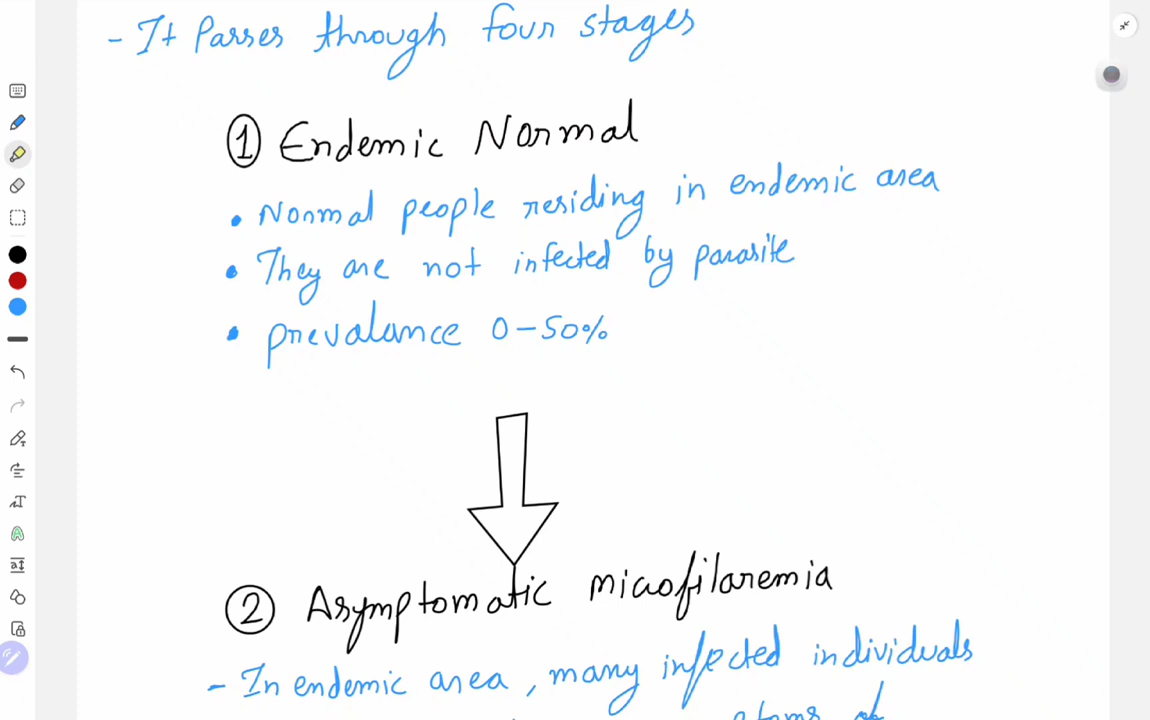 - It Passes through four stages
① Endemic Normal
• Normal people residing in endemic area
• They are not infected by parasite
• prevalance 0-50%
② Asymptomatic microfilaremia
- In endemic area, many infected individuals